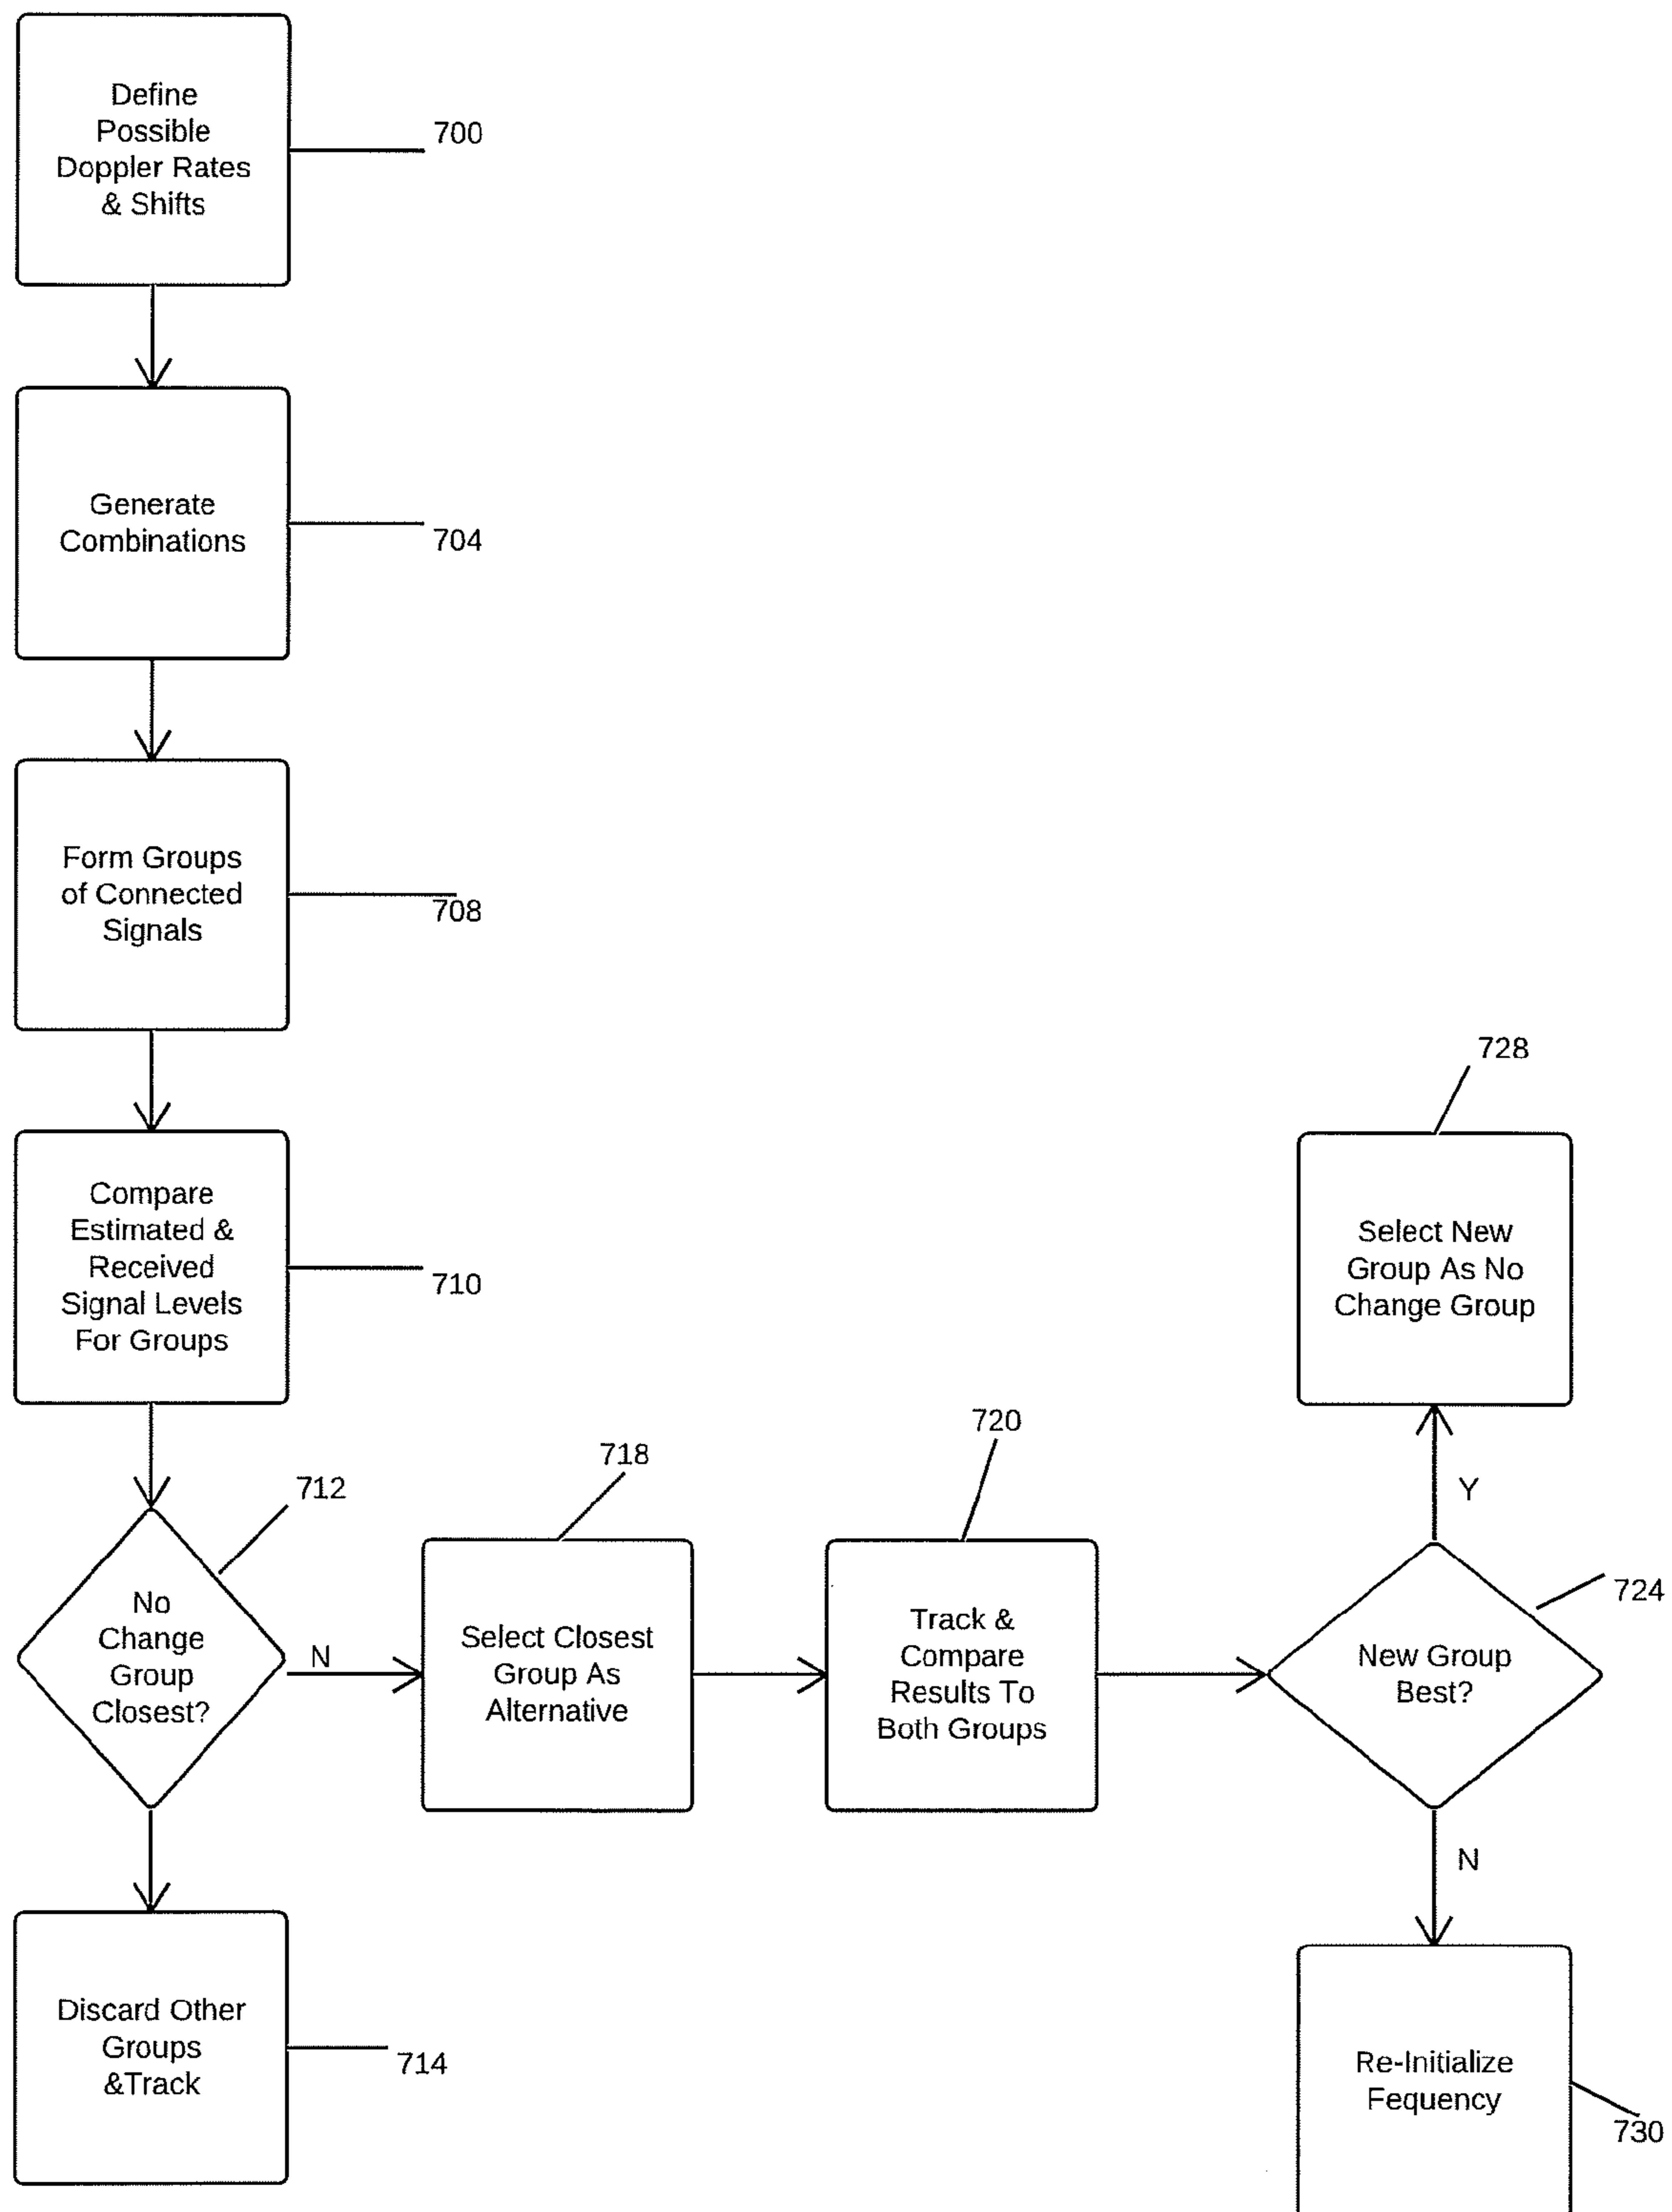 Define
Possible
Doppler Rates
& Shifts
700
Generate
Combinations
704
Form Groups
of Connected
Signals
708
Compare
Estimated &
Received
Signal Levels
For Groups
710
No
Change
Group
Closest?
712
N
Discard Other
Groups
&Track
714
Select Closest
Group As
Alternative
718
Track &
Compare
Results To
Both Groups
720
New Group
Best?
724
Y
Select New
Group As No
Change Group
728
N
Re-Initialize
Fequency
730